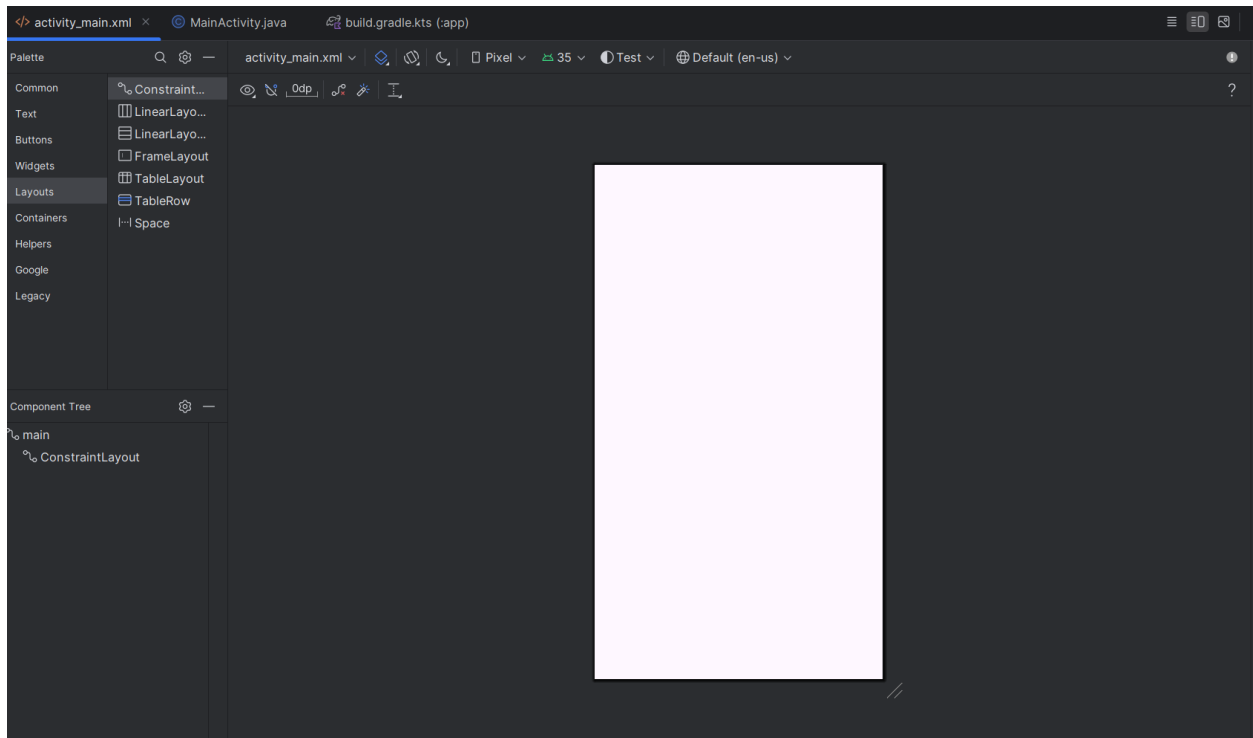 activity_main.xml MainActivity.java build.gradle.kts (:app)
Palette
activity_main.xml Pixel 35 Test Default (en-us)
Common
Text
Buttons
Widgets
Layouts
Containers
Helpers
Google
Legacy
Constraint...
LinearLayo...
LinearLayo...
FrameLayout
TableLayout
TableRow
Space
0dp
?
Component Tree
main
ConstraintLayout